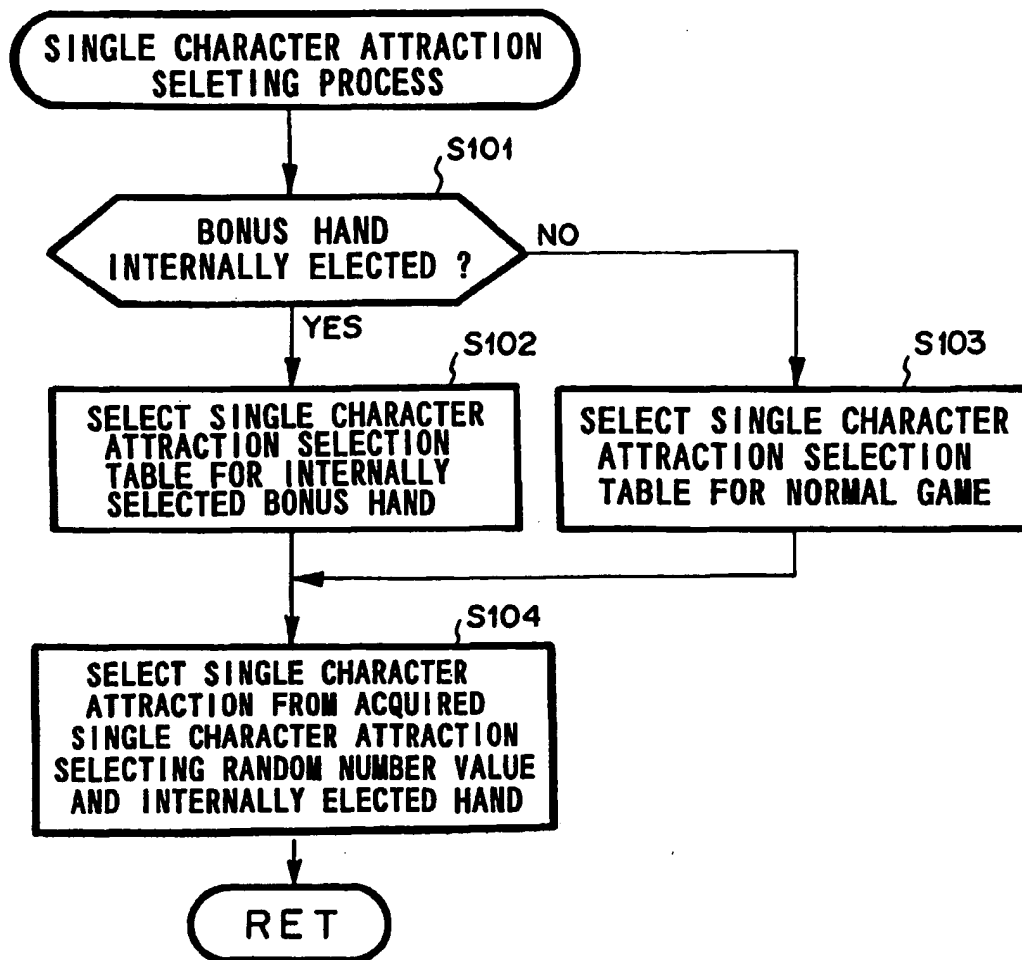 SINGLE CHARACTER ATTRACTION
SELETING PROCESS
S101
BONUS HAND
INTERNALLY ELECTED ?
NO
YES
S102
SELECT SINGLE CHARACTER
ATTRACTION SELECTION
TABLE FOR INTERNALLY
SELECTED BONUS HAND
S103
SELECT SINGLE CHARACTER
ATTRACTION SELECTION
TABLE FOR NORMAL GAME
S104
SELECT SINGLE CHARACTER
ATTRACTION FROM ACQUIRED
SINGLE CHARACTER ATTRACTION
SELECTING RANDOM NUMBER VALUE
AND INTERNALLY ELECTED HAND
RET